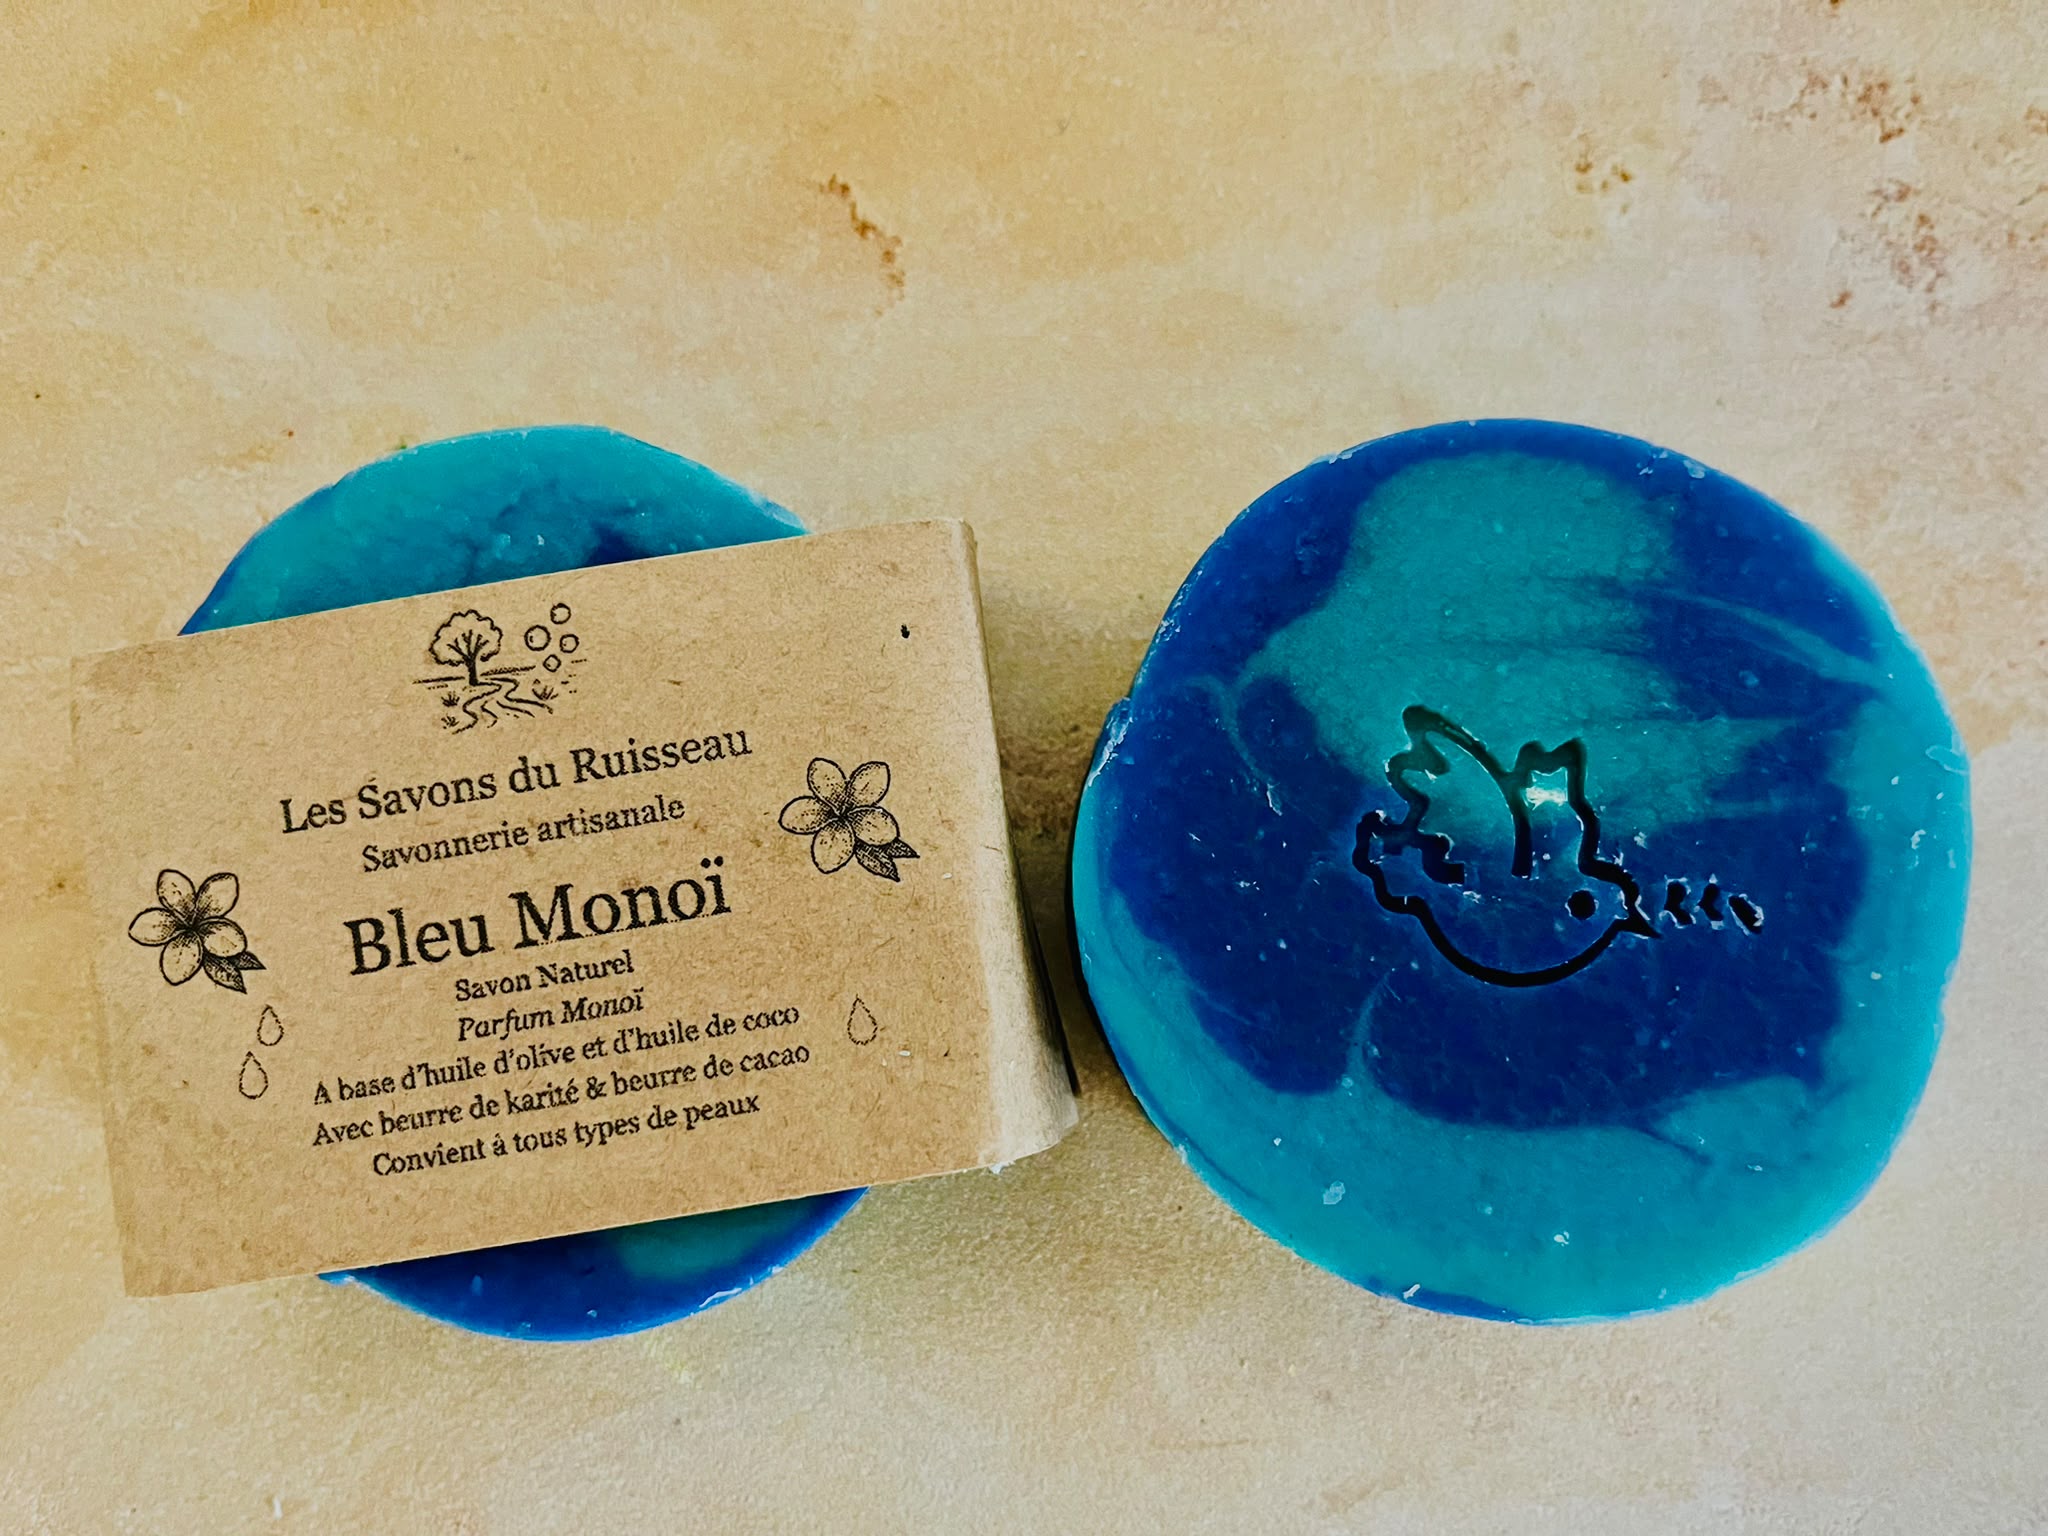 Les Savons du Ruisseau
Savonnerie artisanale
Bleu Monoï
Savon Naturel
Parfum Monoï
A base d'huile d'olive et d'huile de coco
Avec beurre de karité & beurre de cacao
Convient à tous types de peaux